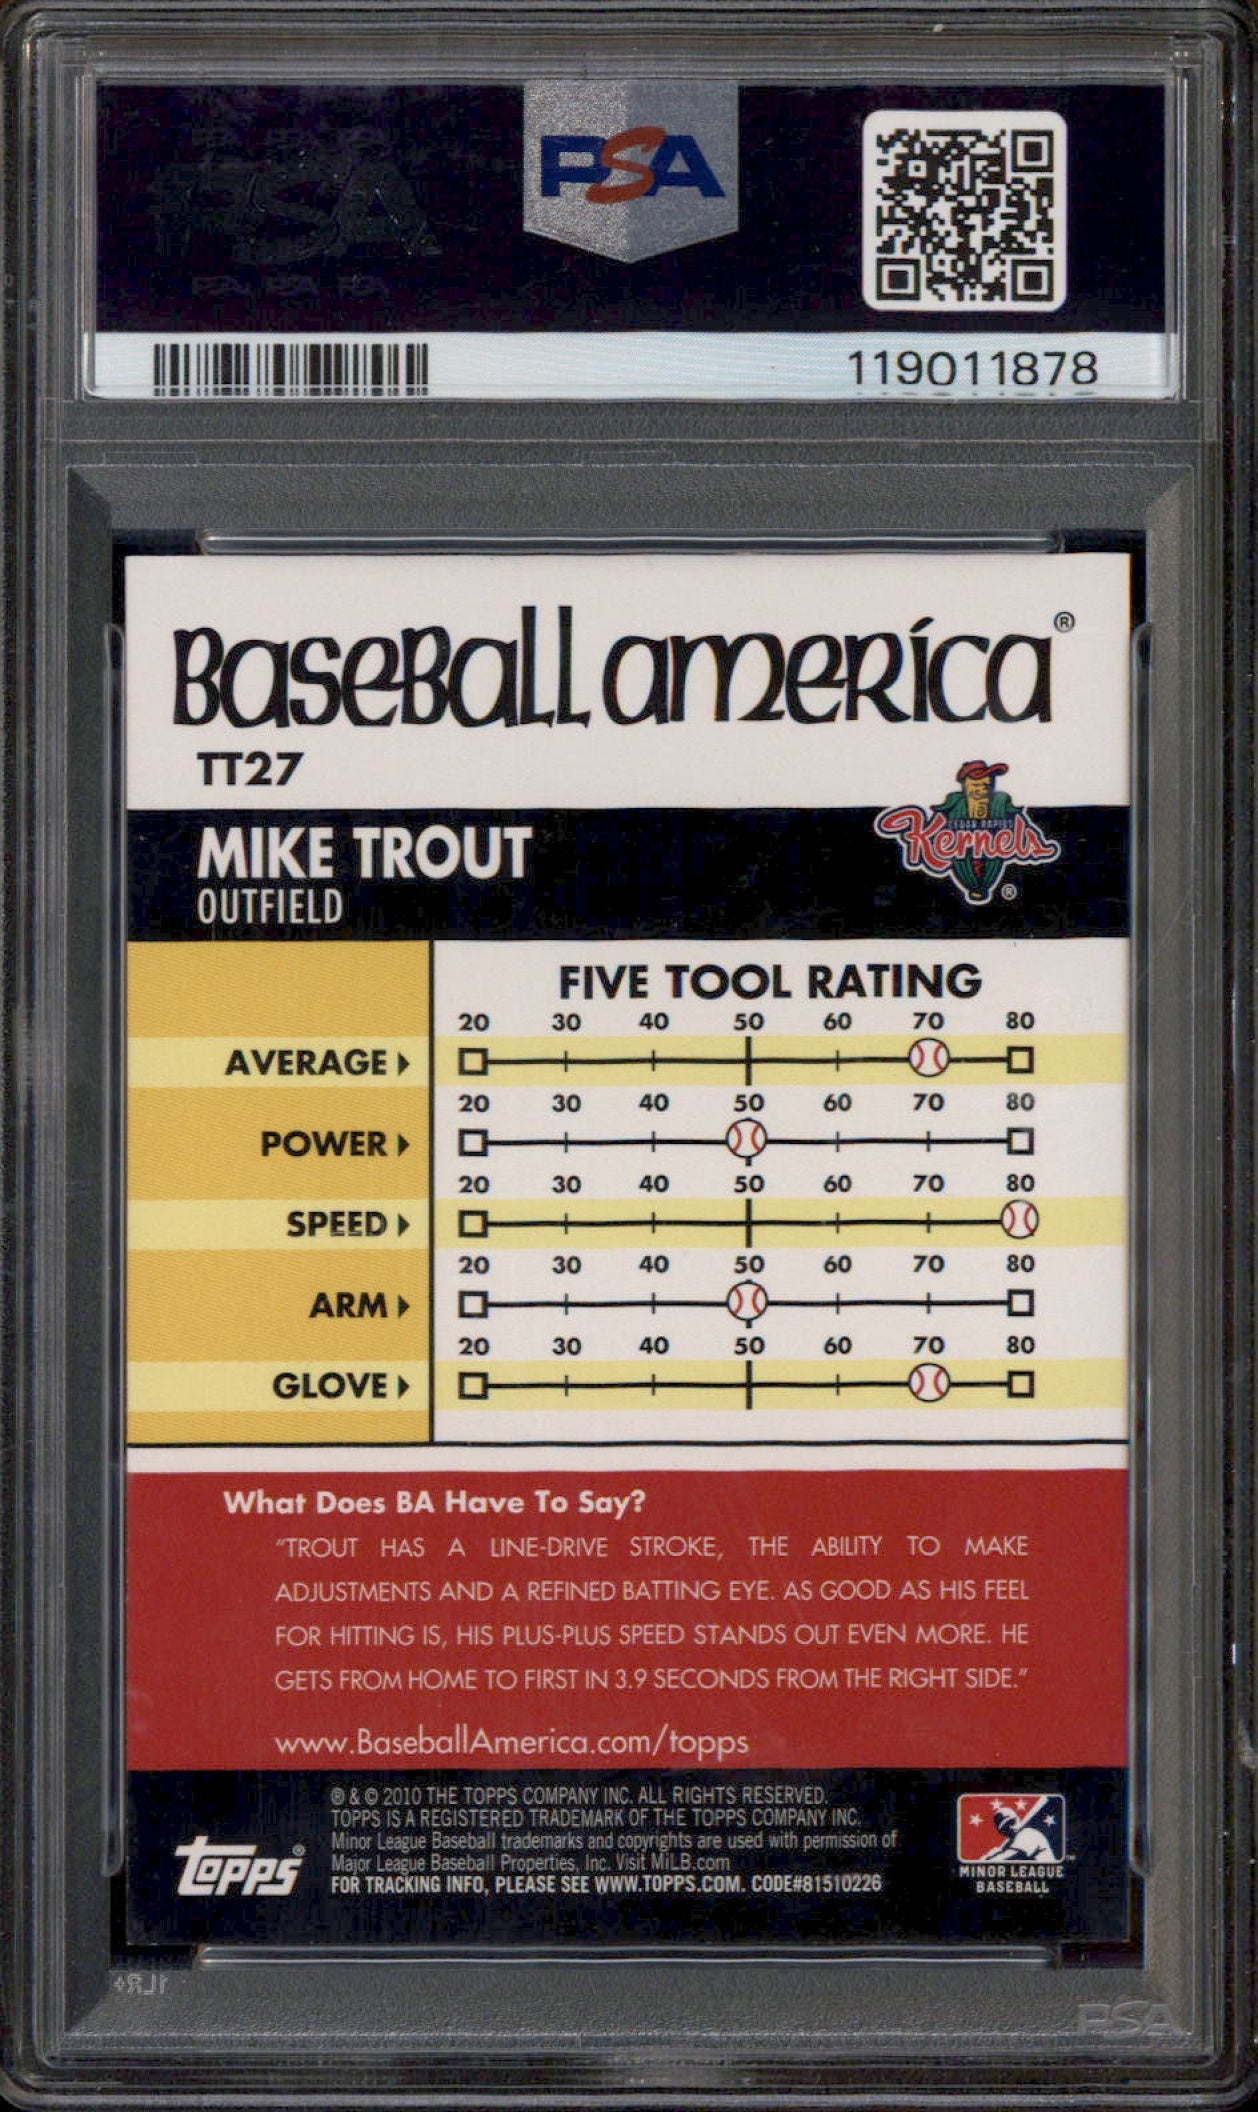 PSA
119011878
Baseball america®
TT27
CEDAR RAPIDS
Kernels ®
MIKE TROUT
OUTFIELD
FIVE TOOL RATING
20 30 40 50 60 70 80
AVERAGE
20 30 40 50 60 70 80
POWER
20 30 40 50 60 70 80
SPEED
20 30 40 50 60 70 80
ARM
20 30 40 50 60 70 80
GLOVE
What Does BA Have To Say?
"TROUT HAS A LINE-DRIVE STROKE, THE ABILITY TO MAKE
ADJUSTMENTS AND A REFINED BATTING EYE. AS GOOD AS HIS FEEL
FOR HITTING IS, HIS PLUS-PLUS SPEED STANDS OUT EVEN MORE. HE
GETS FROM HOME TO FIRST IN 3.9 SECONDS FROM THE RIGHT SIDE."
www.BaseballAmerica.com/topps
® & © 2010 THE TOPPS COMPANY INC. ALL RIGHTS RESERVED.
TOPPS IS A REGISTERED TRADEMARK OF THE TOPPS COMPANY INC.
Minor League Baseball trademarks and copyrights are used with permission of
Major League Baseball Properties, Inc. Visit MiLB.com
FOR TRACKING INFO, PLEASE SEE WWW.TOPPS.COM. CODE#81510226
Topps®
MINOR LEAGUE™
BASEBALL
PSA